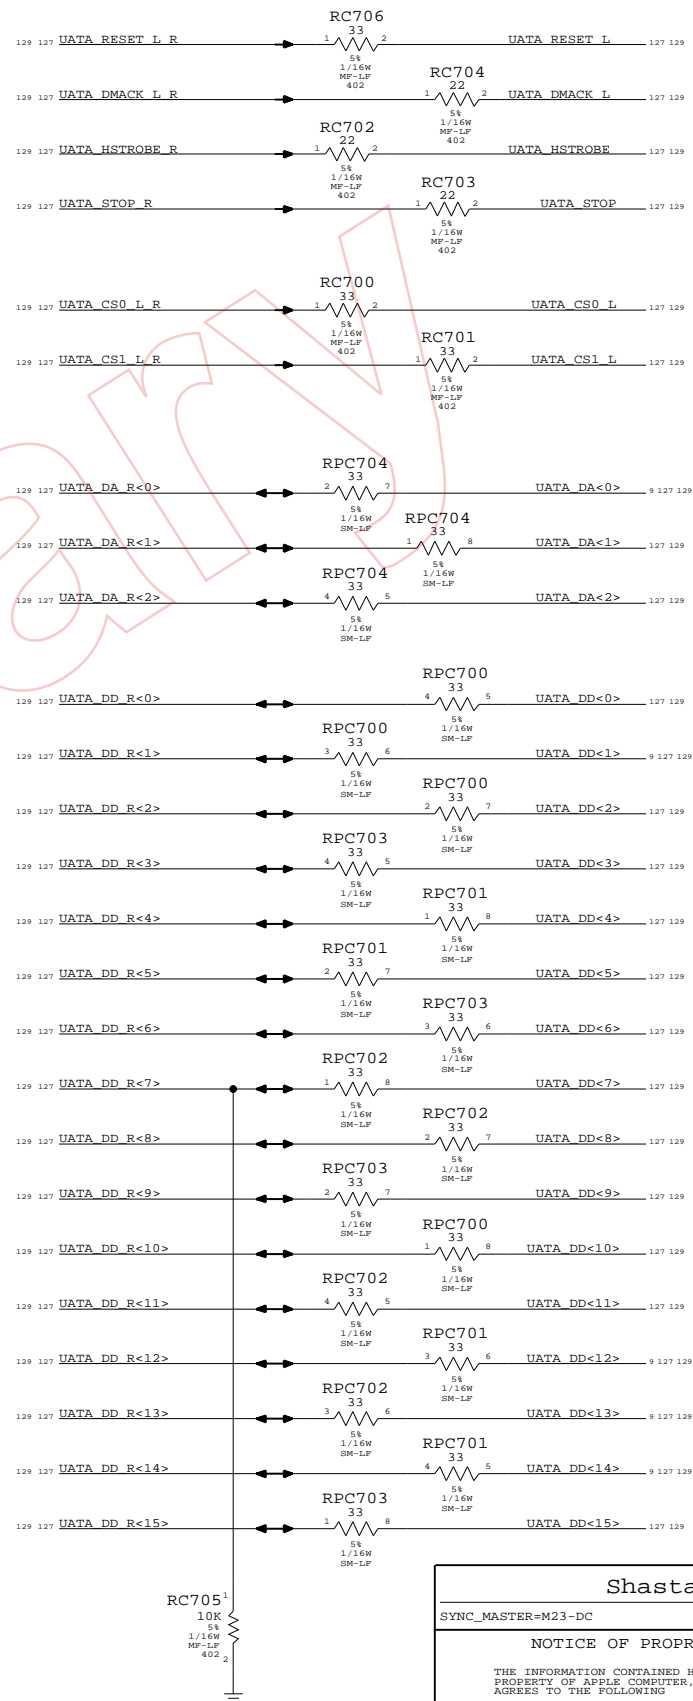 RC706
33
129 127 UATA_RESET_L_R 1 2 UATA_RESET_L 127 129
5%
1/16W
MF-LF
402
RC704
22
129 127 UATA_DMACK_L_R 1 2 UATA_DMACK_L 127 129
5%
1/16W
MF-LF
402
RC702
22
129 127 UATA_HSTROBE_R 1 2 UATA_HSTROBE 127 129
5%
1/16W
MF-LF
402
RC703
22
129 127 UATA_STOP_R 1 2 UATA_STOP 127 129
5%
1/16W
MF-LF
402
RC700
33
129 127 UATA_CS0_L_R 1 2 UATA_CS0_L 127 129
5%
1/16W
MF-LF
402
RC701
33
129 127 UATA_CS1_L_R 1 2 UATA_CS1_L 127 129
5%
1/16W
MF-LF
402
RPC704
33
129 127 UATA_DA_R<0> 2 7 UATA_DA<0> 9 127 129
5%
1/16W
SM-LF
RPC704
33
129 127 UATA_DA_R<1> 1 8 UATA_DA<1> 127 129
5%
1/16W
SM-LF
RPC704
33
129 127 UATA_DA_R<2> 4 5 UATA_DA<2> 127 129
5%
1/16W
SM-LF
RPC700
33
129 127 UATA_DD_R<0> 4 5 UATA_DD<0> 127 129
5%
1/16W
SM-LF
RPC700
33
129 127 UATA_DD_R<1> 3 6 UATA_DD<1> 9 127 129
5%
1/16W
SM-LF
RPC700
33
129 127 UATA_DD_R<2> 2 7 UATA_DD<2> 127 129
5%
1/16W
SM-LF
RPC703
33
129 127 UATA_DD_R<3> 4 5 UATA_DD<3> 127 129
5%
1/16W
SM-LF
RPC701
33
129 127 UATA_DD_R<4> 1 8 UATA_DD<4> 127 129
5%
1/16W
SM-LF
RPC701
33
129 127 UATA_DD_R<5> 2 7 UATA_DD<5> 127 129
5%
1/16W
SM-LF
RPC703
33
129 127 UATA_DD_R<6> 3 6 UATA_DD<6> 127 129
5%
1/16W
SM-LF
RPC702
33
129 127 UATA_DD_R<7> 1 8 UATA_DD<7> 127 129
5%
1/16W
SM-LF
RPC702
33
129 127 UATA_DD_R<8> 2 7 UATA_DD<8> 127 129
5%
1/16W
SM-LF
RPC703
33
129 127 UATA_DD_R<9> 2 7 UATA_DD<9> 127 129
5%
1/16W
SM-LF
RPC700
33
129 127 UATA_DD_R<10> 1 8 UATA_DD<10> 127 129
5%
1/16W
SM-LF
RPC702
33
129 127 UATA_DD_R<11> 4 5 UATA_DD<11> 127 129
5%
1/16W
SM-LF
RPC701
33
129 127 UATA_DD_R<12> 3 6 UATA_DD<12> 9 127 129
5%
1/16W
SM-LF
RPC702
33
129 127 UATA_DD_R<13> 3 6 UATA_DD<13> 9 127 129
5%
1/16W
SM-LF
RPC701
33
129 127 UATA_DD_R<14> 4 5 UATA_DD<14> 9 127 129
5%
1/16W
SM-LF
RPC703
33
129 127 UATA_DD_R<15> 1 8 UATA_DD<15> 127 129
5%
1/16W
SM-LF
RC705 1
10K
5%
1/16W
MF-LF
402 2
Shasta
SYNC_MASTER=M23-DC
NOTICE OF PROPR
THE INFORMATION CONTAINED H
PROPERTY OF APPLE COMPUTER,
AGREES TO THE FOLLOWING
ary